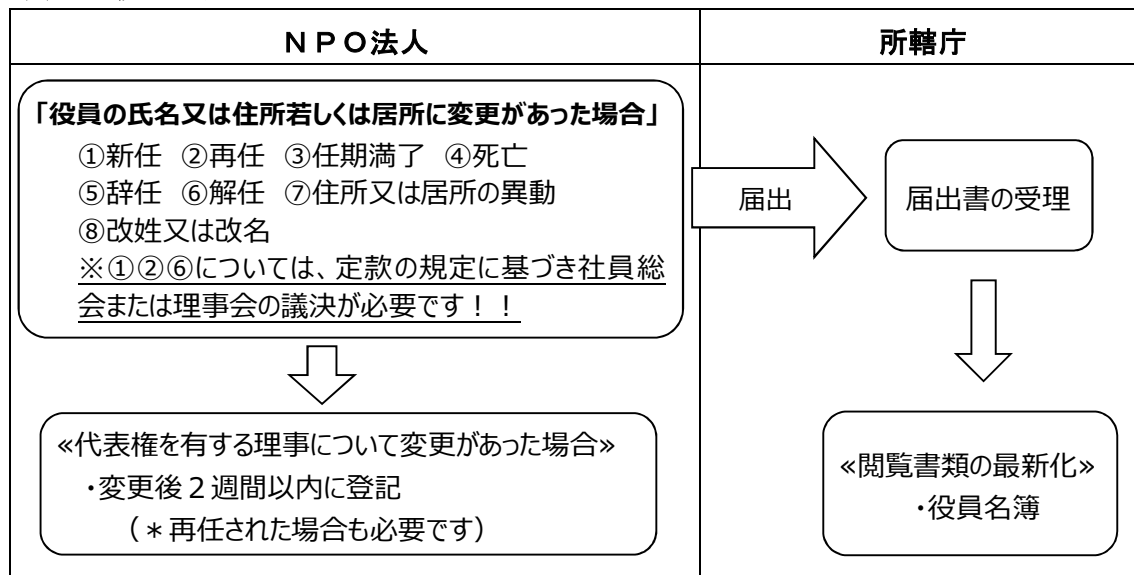 ＮＰＯ法人
所轄庁
「役員の氏名又は住所若しくは居所に変更があった場合」
①新任 ②再任 ③任期満了 ④死亡
⑤辞任 ⑥解任 ⑦住所又は居所の異動
⑧改姓又は改名
※①②⑥については、定款の規定に基づき社員総
会または理事会の議決が必要です！！
届出
届出書の受理
≪代表権を有する理事について変更があった場合≫
・変更後２週間以内に登記
（＊再任された場合も必要です）
≪閲覧書類の最新化≫
・役員名簿